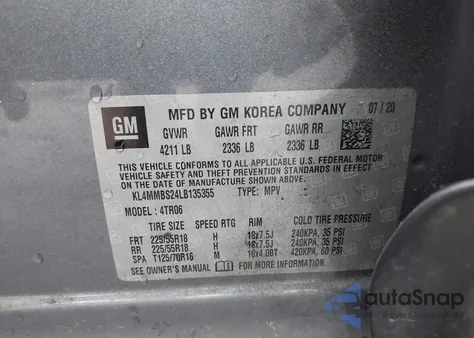 GM
MFD BY GM KOREA COMPANY 07/20
GVWR GAWR FRT GAWR RR
4211 LB 2336 LB 2336 LB
THIS VEHICLE CONFORMS TO ALL APPLICABLE U.S. FEDERAL MOTOR
VEHICLE SAFETY AND THEFT PREVENTION STANDARDS IN EFFECT
ON THE DATE OF MANUFACTURE SHOWN ABOVE.
KL4MMBS24LB135355 TYPE: MPV
MODEL: 4TR06
TIRE SIZE SPEED RTG RIM COLD TIRE PRESSURE
FRT 225/55R18 H 18x7.5J 240KPA, 35 PSI
RR 225/55R18 H 18x7.5J 240KPA, 35 PSI
SPA T125/70R16 M 16x4.0BT 420KPA, 60 PSI
SEE OWNER'S MANUAL FOR MORE INFORMATION.
autaSnap